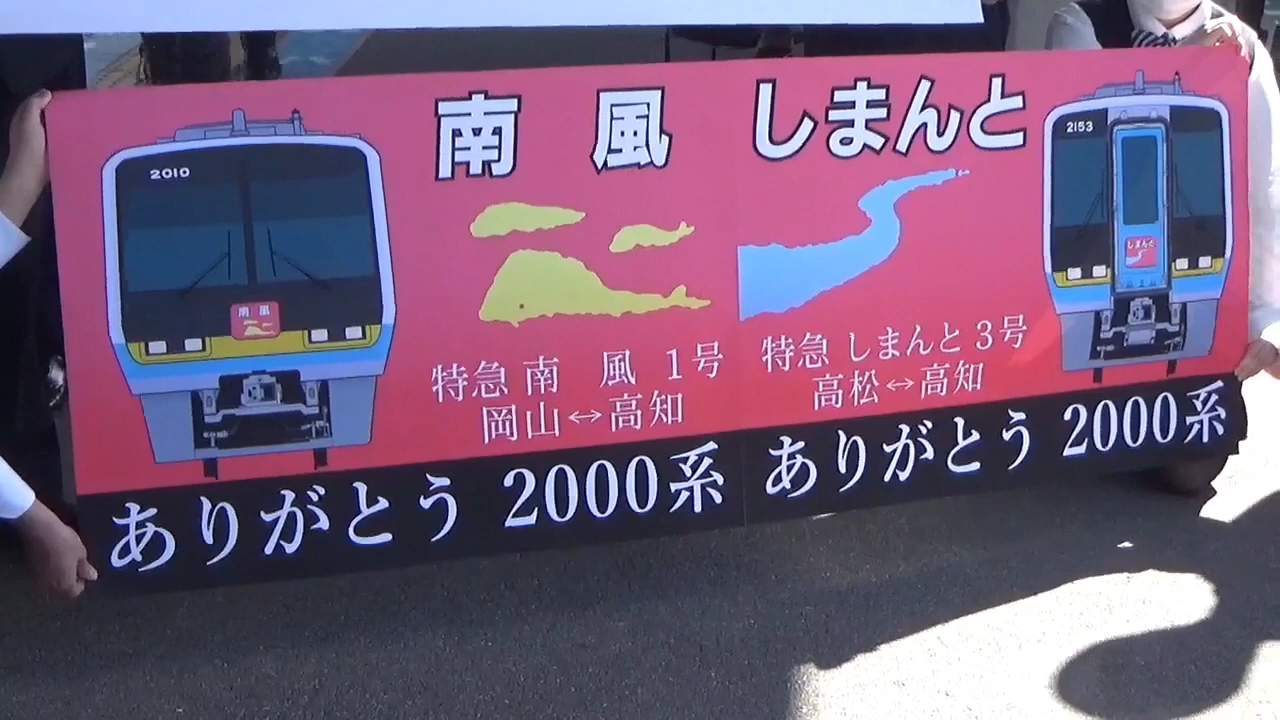 南 風
しまんと
2010
2153
南 風
しまんと
特急 南 風 1号
岡山↔高知
特急 しまんと 3号
高松↔高知
ありがとう 2000系
ありがとう 2000系